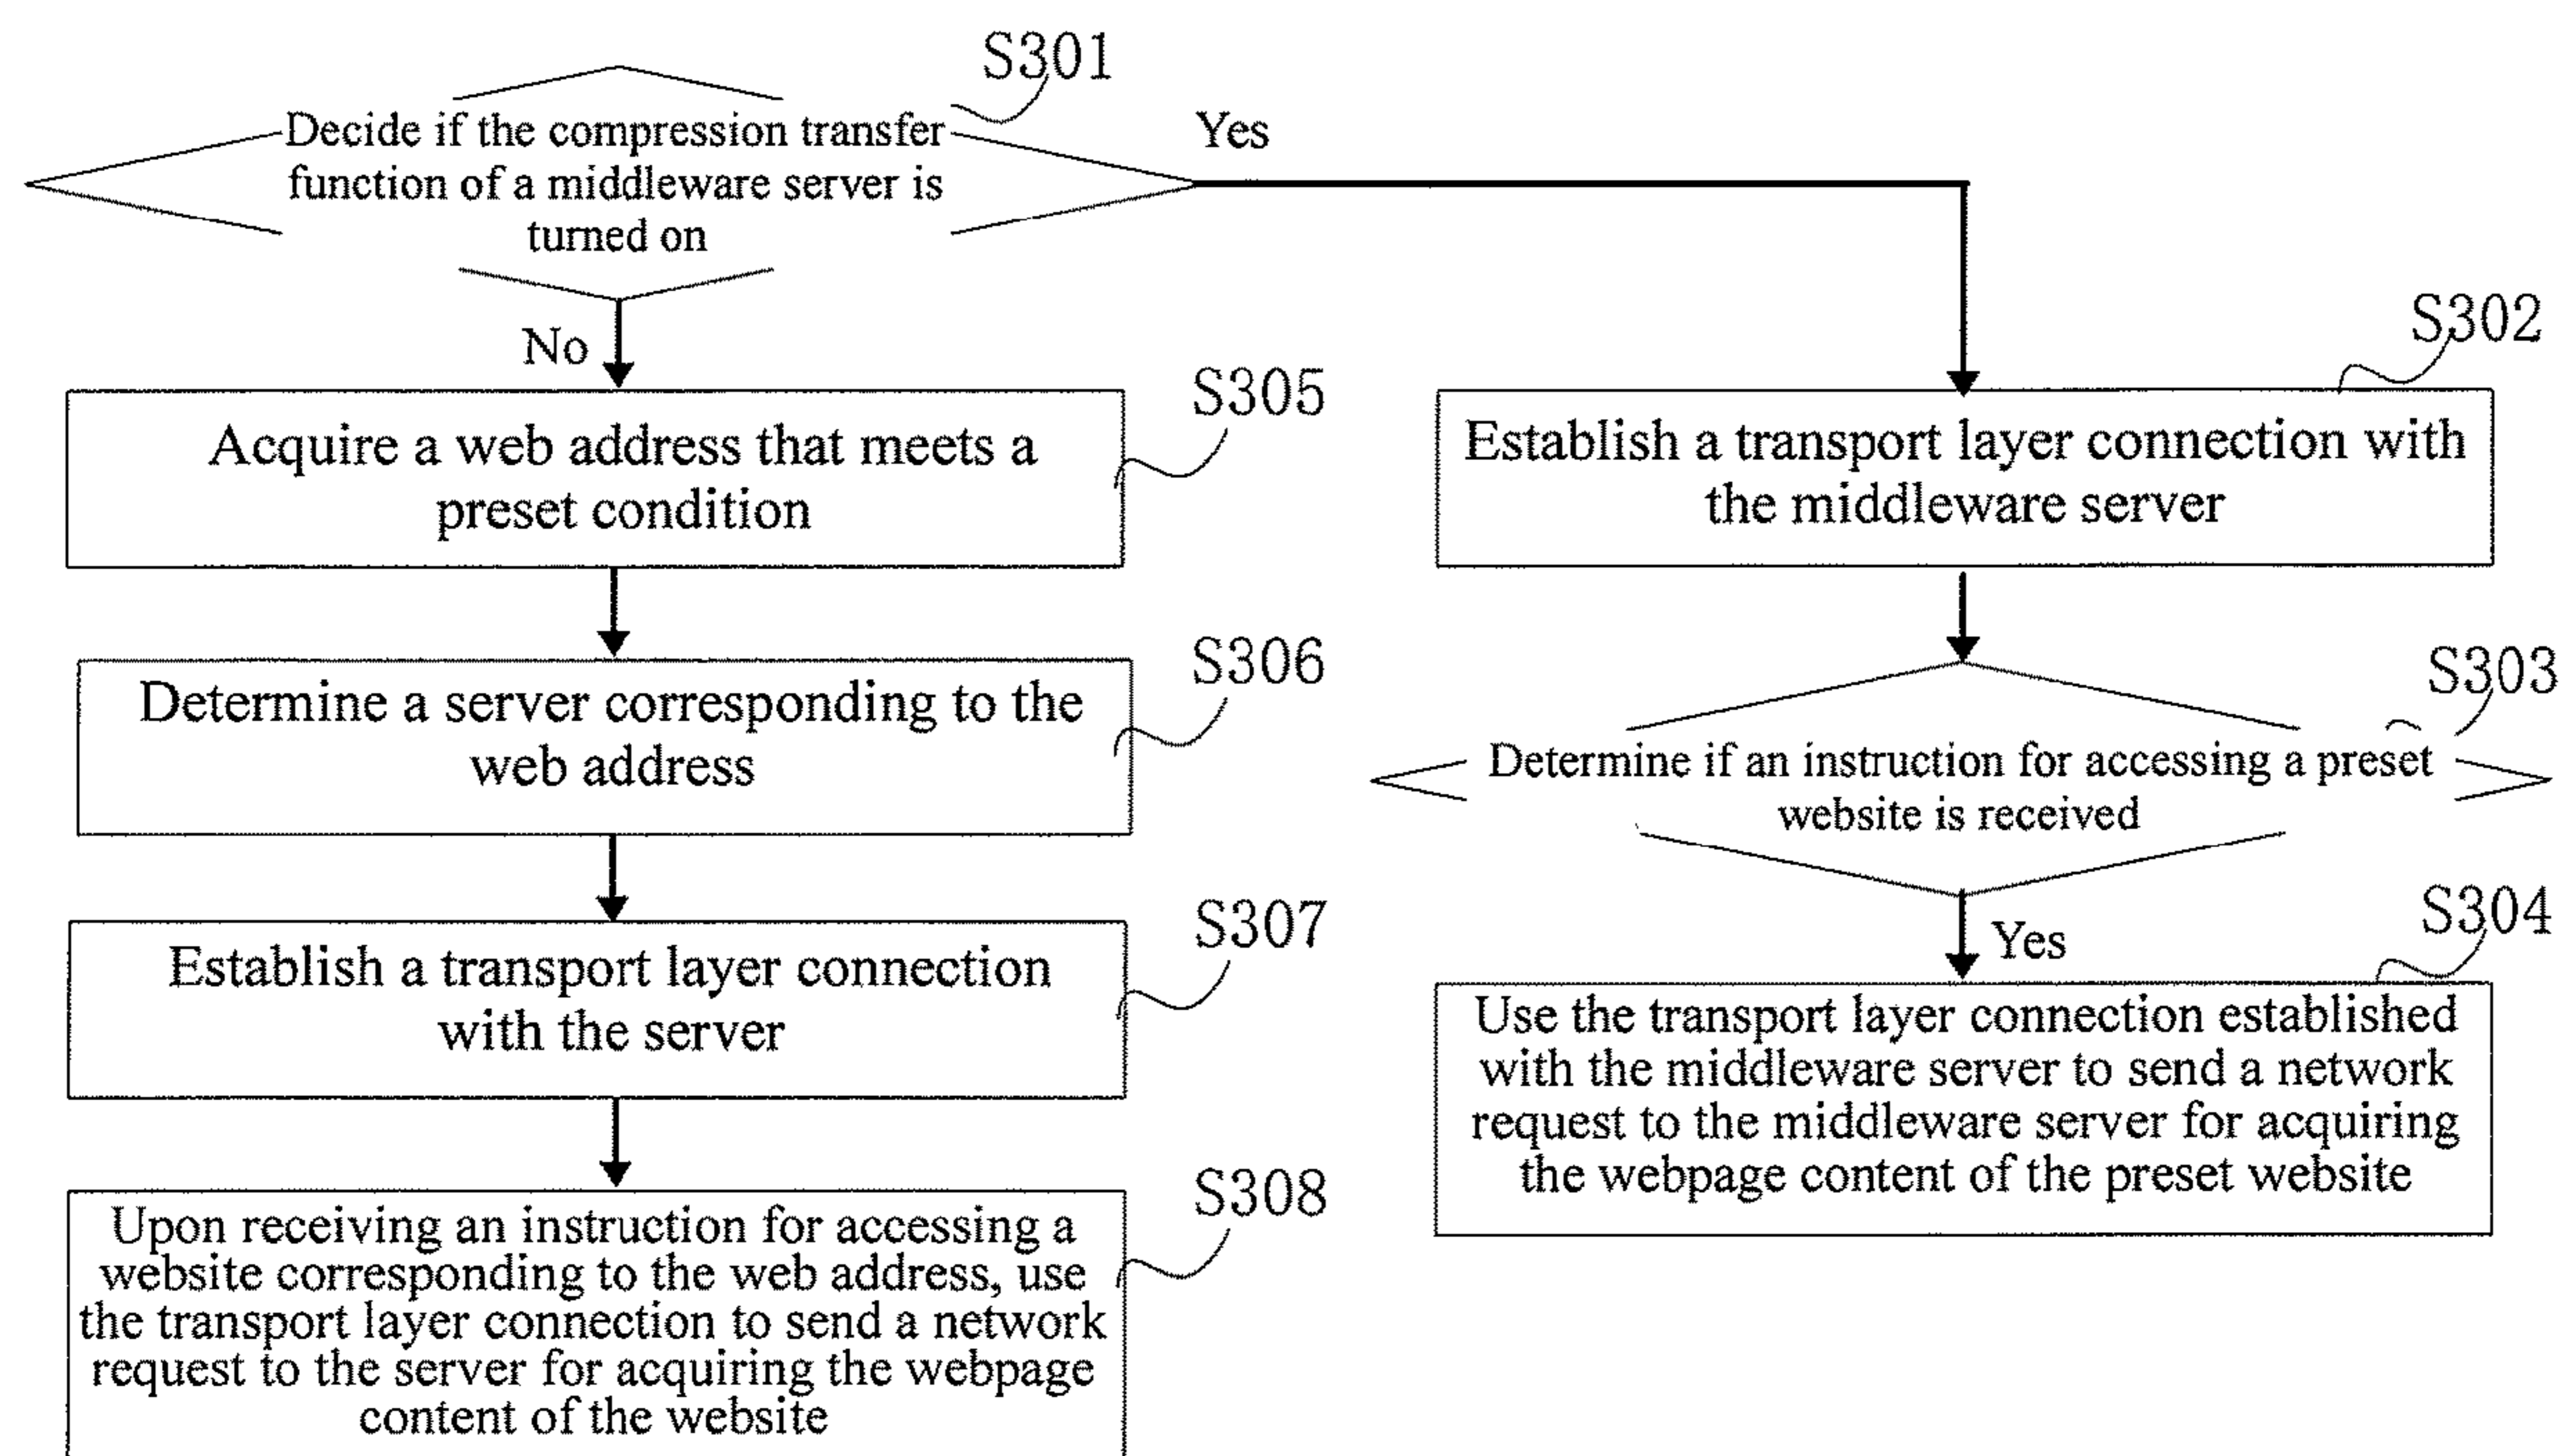 S301
Decide if the compression transfer
function of a middleware server is
turned on
Yes
No
S305
Acquire a web address that meets a
preset condition
S306
Determine a server corresponding to the
web address
S307
Establish a transport layer connection
with the server
S308
Upon receiving an instruction for accessing a
website corresponding to the web address, use
the transport layer connection to send a network
request to the server for acquiring the webpage
content of the website
S302
Establish a transport layer connection with
the middleware server
S303
Determine if an instruction for accessing a preset
website is received
Yes
S304
Use the transport layer connection established
with the middleware server to send a network
request to the middleware server for acquiring
the webpage content of the preset website